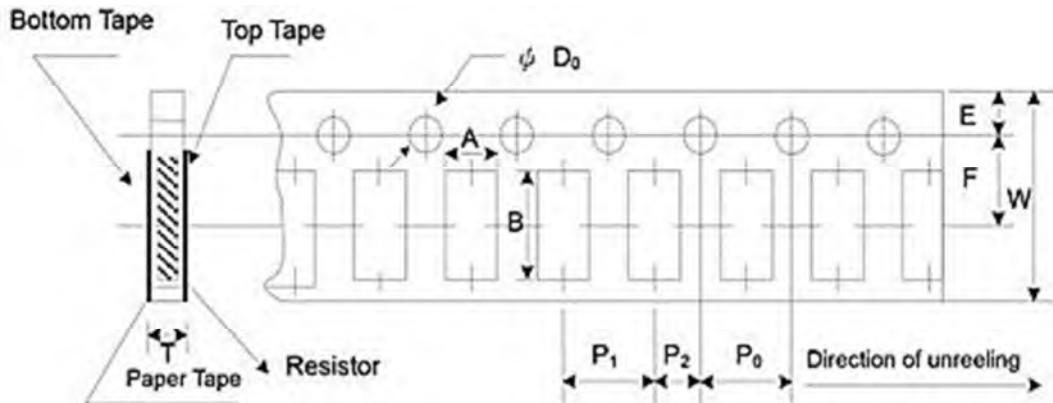 Bottom Tape
Top Tape
ψ D₀
E
A
F
W
B
T
Resistor
Paper Tape
P₁
P₂
P₀
Direction of unreeling